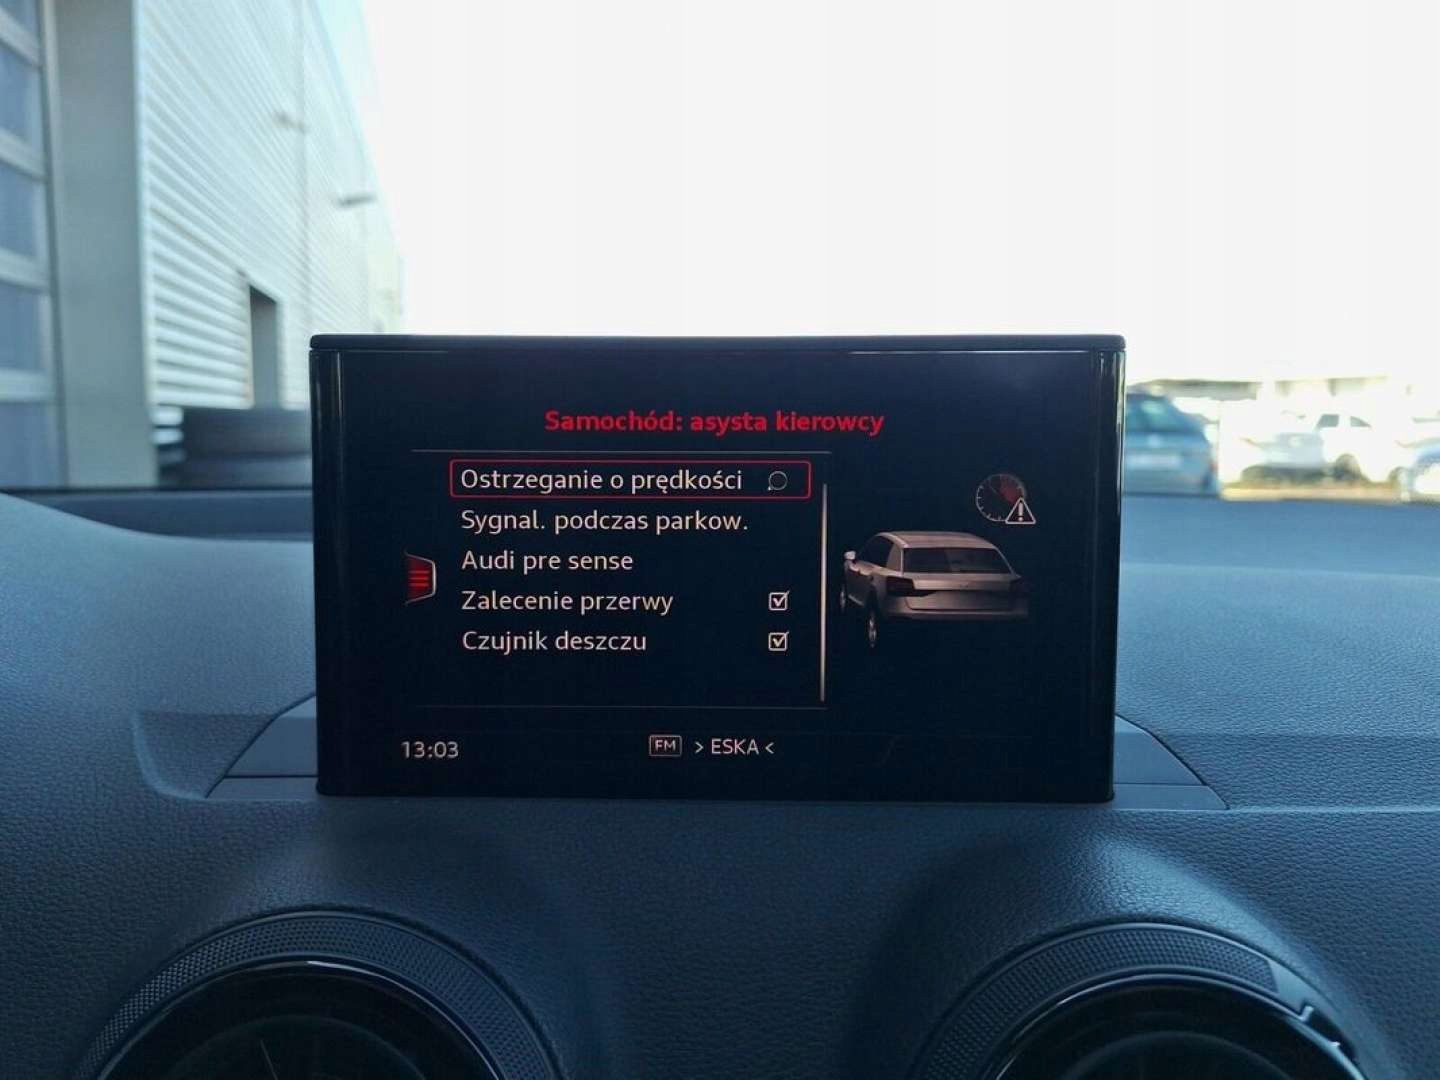 Samochód: asysta kierowcy
Ostrzeganie o prędkości
Sygnal. podczas parkow.
Audi pre sense
Zalecenie przerwy
Czujnik deszczu
13:03 FM > ESKA <